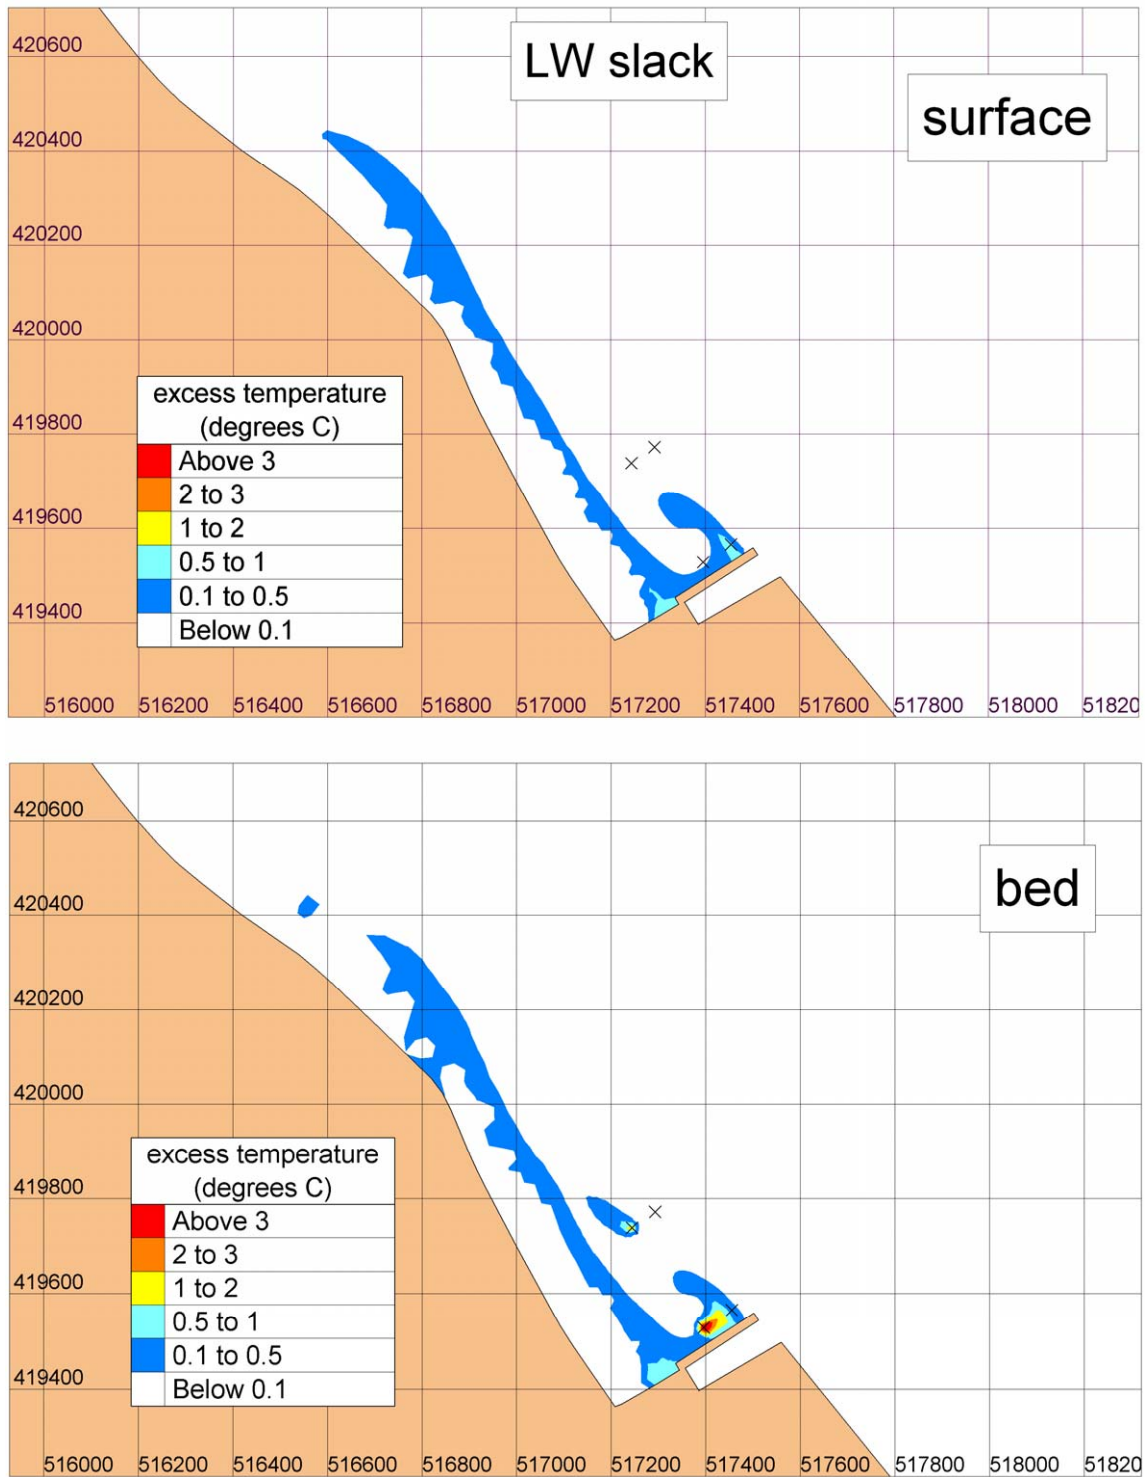 LW slack
surface
420600
420400
420200
420000
419800
419600
419400
excess temperature
(degrees C)
Above 3
2 to 3
1 to 2
0.5 to 1
0.1 to 0.5
Below 0.1
516000 516200 516400 516600 516800 517000 517200 517400 517600 517800 518000 51820
bed
420600
420400
420200
420000
419800
419600
419400
excess temperature
(degrees C)
Above 3
2 to 3
1 to 2
0.5 to 1
0.1 to 0.5
Below 0.1
516000 516200 516400 516600 516800 517000 517200 517400 517600 517800 518000 51820